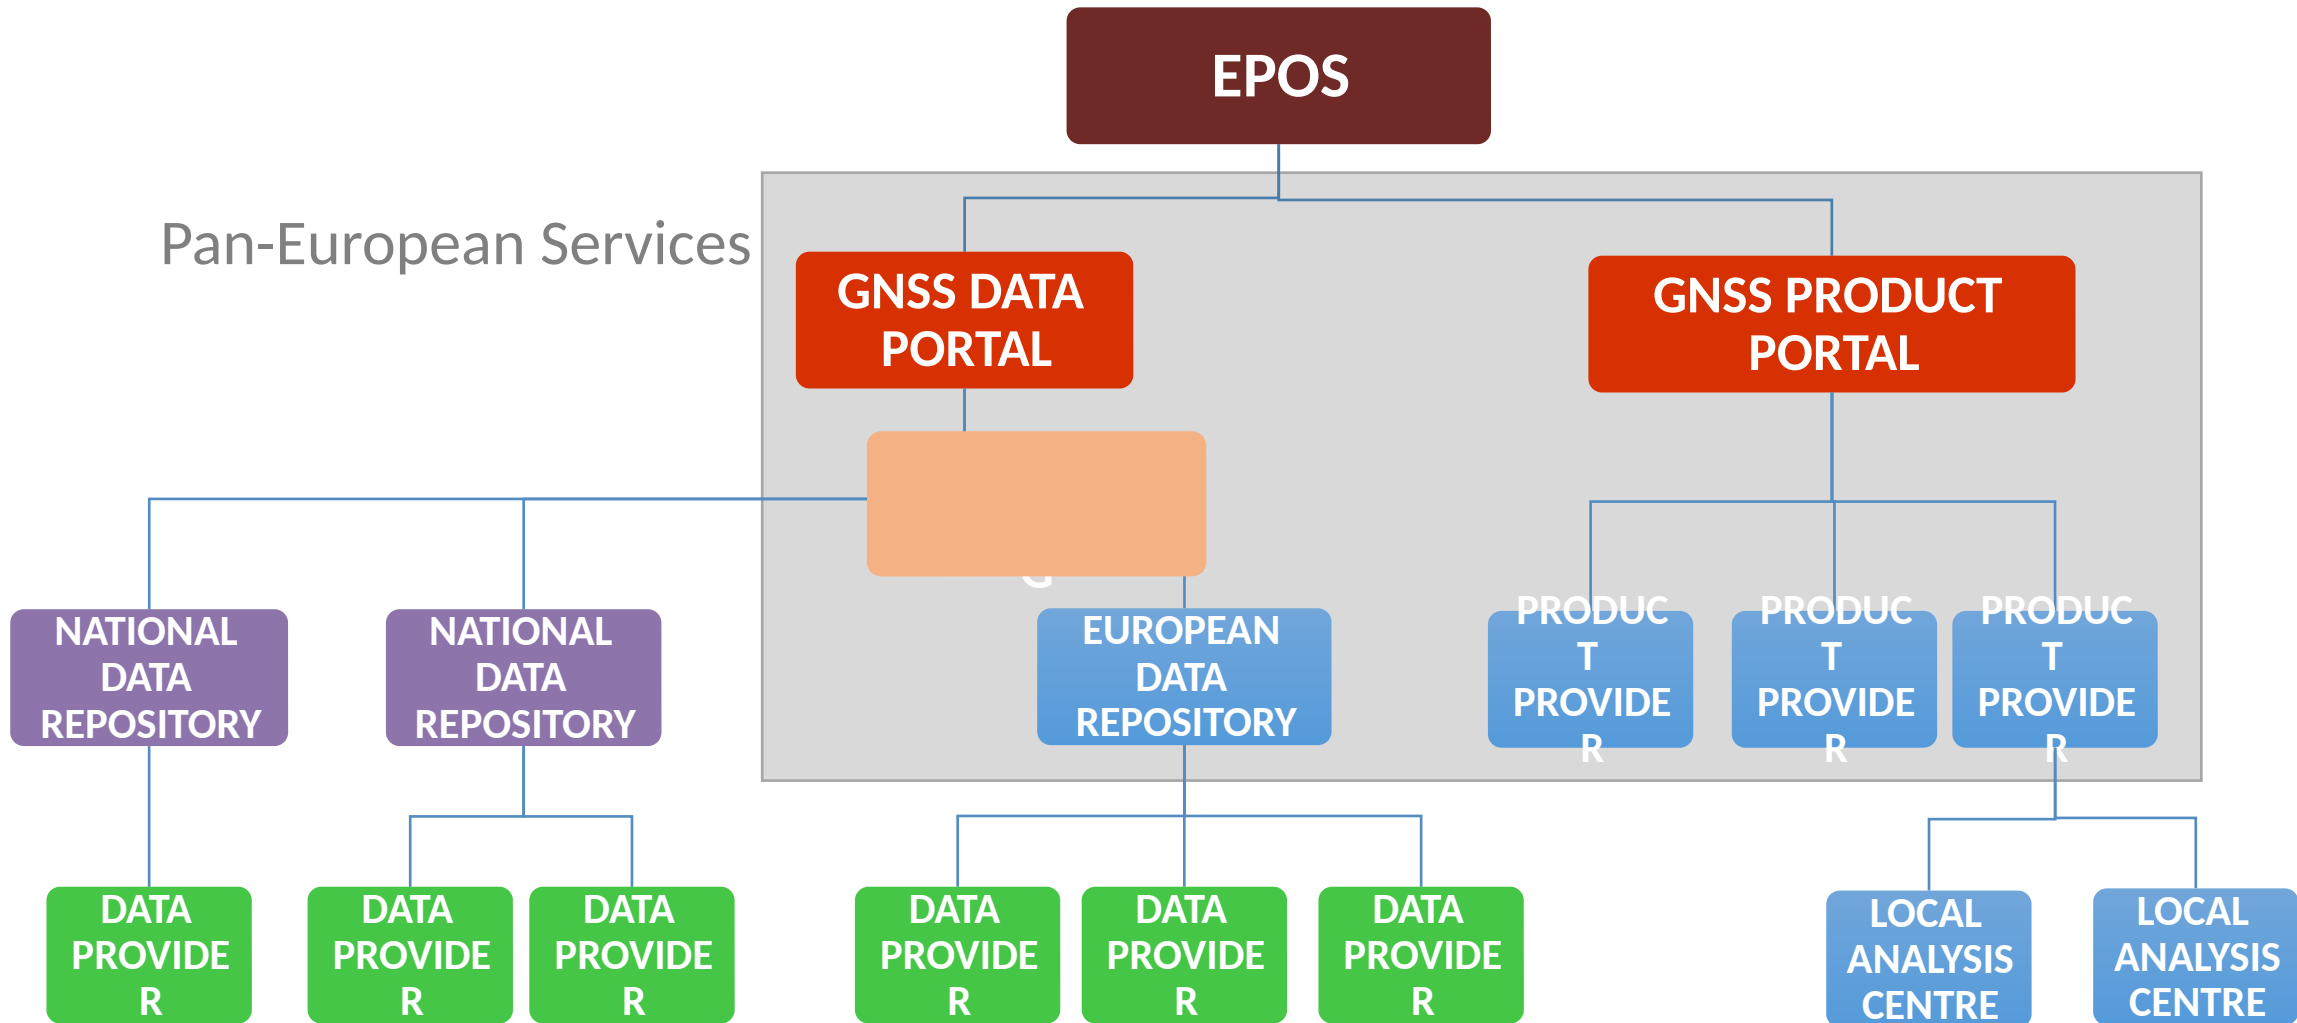 EPOS
Pan-European Services
GNSS DATA
PORTAL
GNSS PRODUCT
PORTAL
G
NATIONAL
DATA
REPOSITORY
NATIONAL
DATA
REPOSITORY
EUROPEAN
DATA
REPOSITORY
PRODUC
T
PROVIDE
R
PRODUC
T
PROVIDE
R
PRODUC
T
PROVIDE
R
DATA
PROVIDE
R
DATA
PROVIDE
R
DATA
PROVIDE
R
DATA
PROVIDE
R
DATA
PROVIDE
R
DATA
PROVIDE
R
LOCAL
ANALYSIS
CENTRE
LOCAL
ANALYSIS
CENTRE